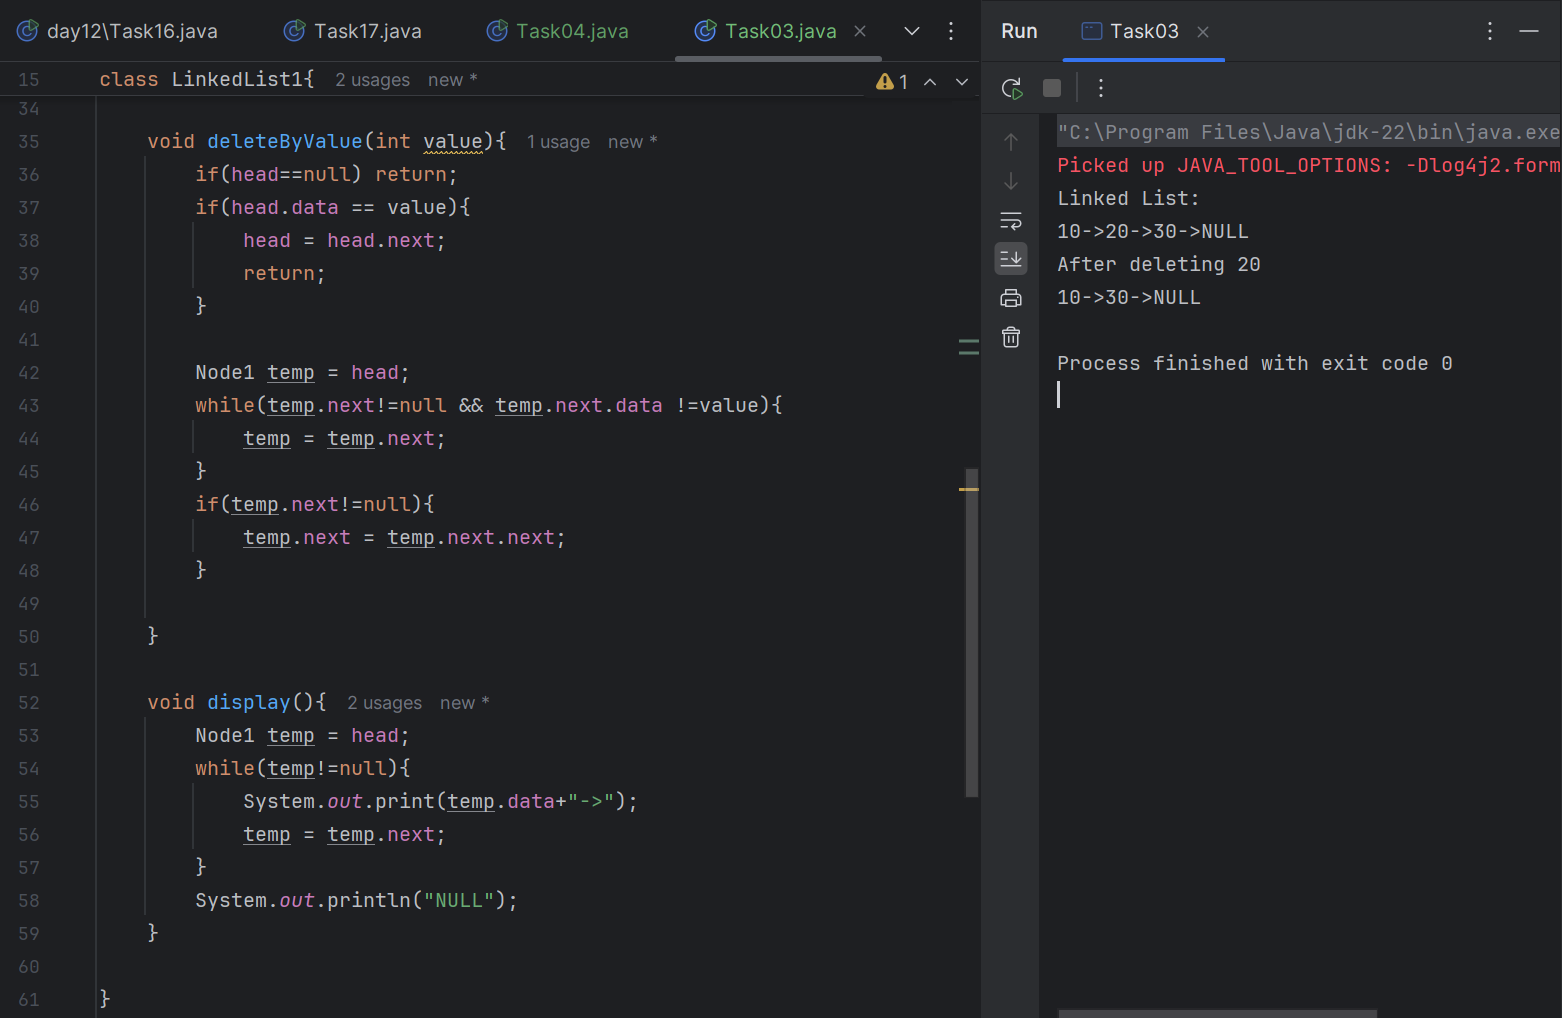 day12\Task16.java Task17.java Task04.java Task03.java
15 class LinkedList1{ 2 usages new * 1
34
35 void deleteByValue(int value){ 1 usage new *
36 if(head==null) return;
37 if(head.data == value){
38 head = head.next;
39 return;
40 }
41
42 Node1 temp = head;
43 while(temp.next!=null && temp.next.data !=value){
44 temp = temp.next;
45 }
46 if(temp.next!=null){
47 temp.next = temp.next.next;
48 }
49
50 }
51
52 void display(){ 2 usages new *
53 Node1 temp = head;
54 while(temp!=null){
55 System.out.print(temp.data+"->");
56 temp = temp.next;
57 }
58 System.out.println("NULL");
59 }
60
61 }
Run Task03
"C:\Program Files\Java\jdk-22\bin\java.exe
Picked up JAVA_TOOL_OPTIONS: -Dlog4j2.form
Linked List:
10->20->30->NULL
After deleting 20
10->30->NULL
Process finished with exit code 0